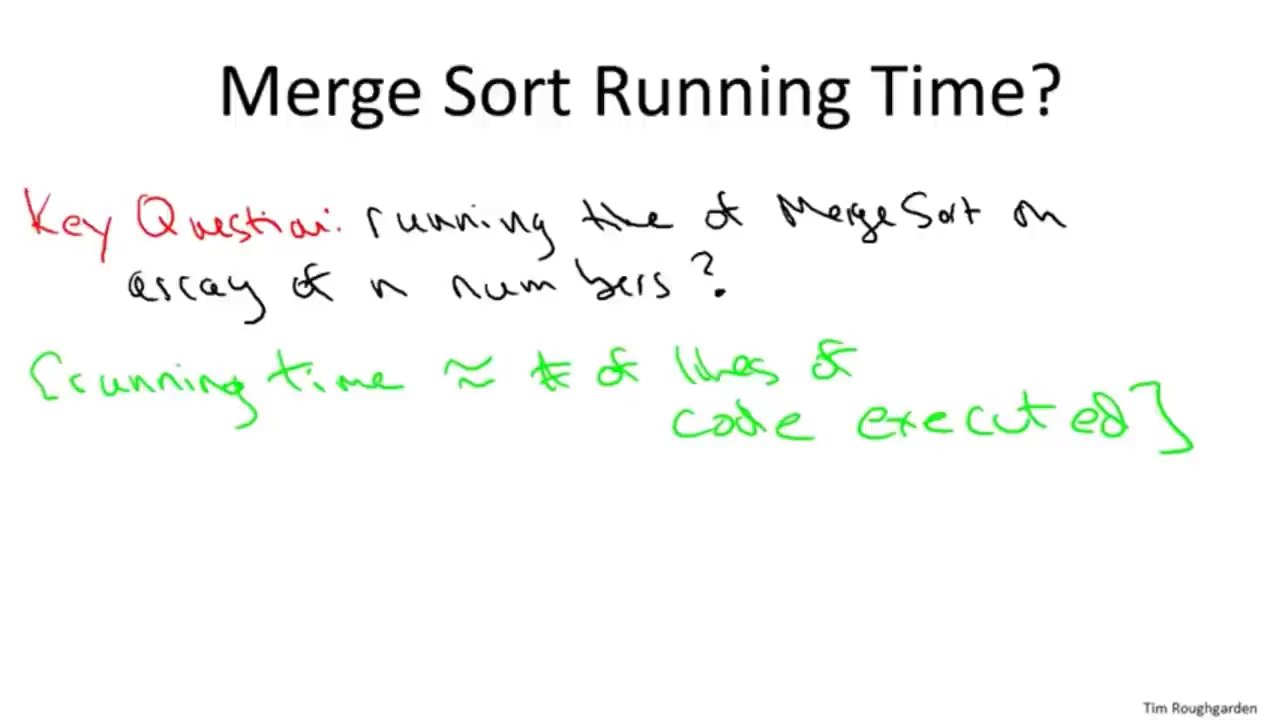 Merge Sort Running Time?
Key Question: running time of MergeSort on
array of n numbers?
[running time ≈ # of lines of
code executed]
Tim Roughgarden